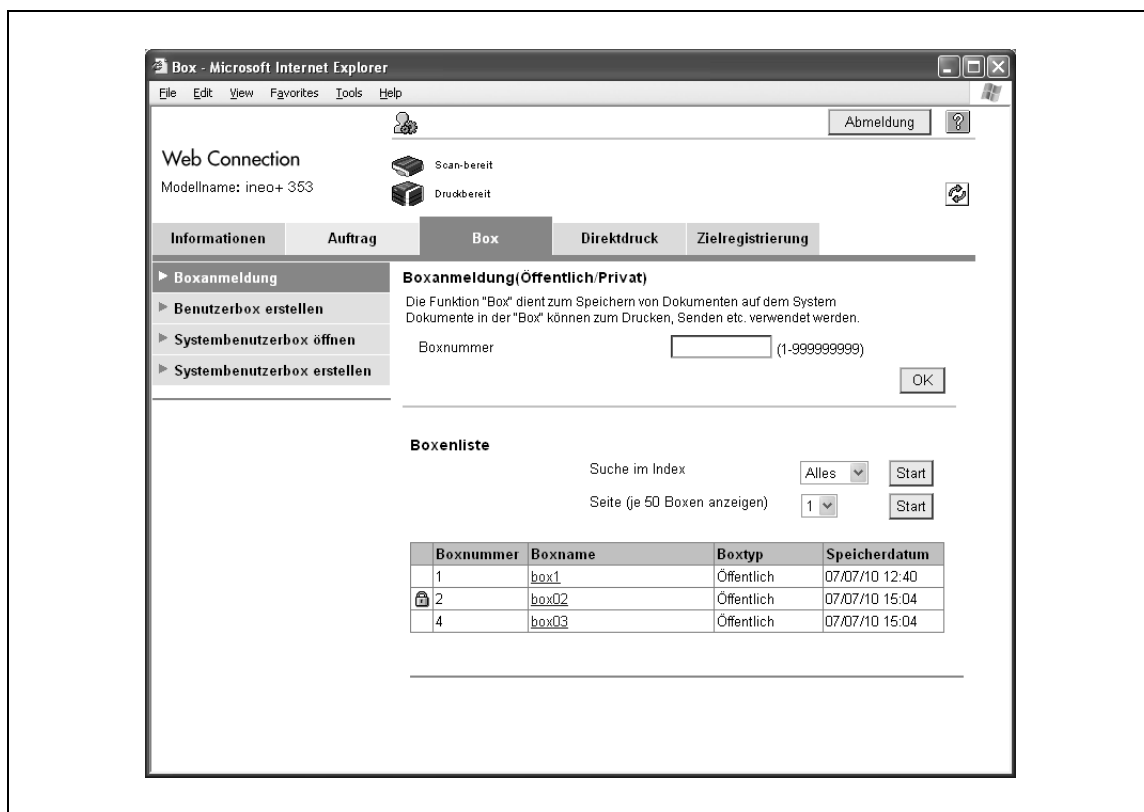 Box - Microsoft Internet Explorer
File Edit View Favorites Tools Help
Abmeldung ?
Web Connection
Scan-bereit
Modellname: ineo+ 353
Druckbereit
Informationen Auftrag Box Direktdruck Zielregistrierung
Boxanmeldung
Benutzerbox erstellen
Systembenutzerbox öffnen
Systembenutzerbox erstellen
Boxanmeldung(Öffentlich/Privat)
Die Funktion "Box" dient zum Speichern von Dokumenten auf dem System
Dokumente in der "Box" können zum Drucken, Senden etc. verwendet werden.
Boxnummer (1-999999999)
OK
Boxenliste
Suche im Index Alles Start
Seite (je 50 Boxen anzeigen) 1 Start
Boxnummer Boxname Boxtyp Speicherdatum
1 box1 Öffentlich 07/07/10 12:40
2 box02 Öffentlich 07/07/10 15:04
4 box03 Öffentlich 07/07/10 15:04